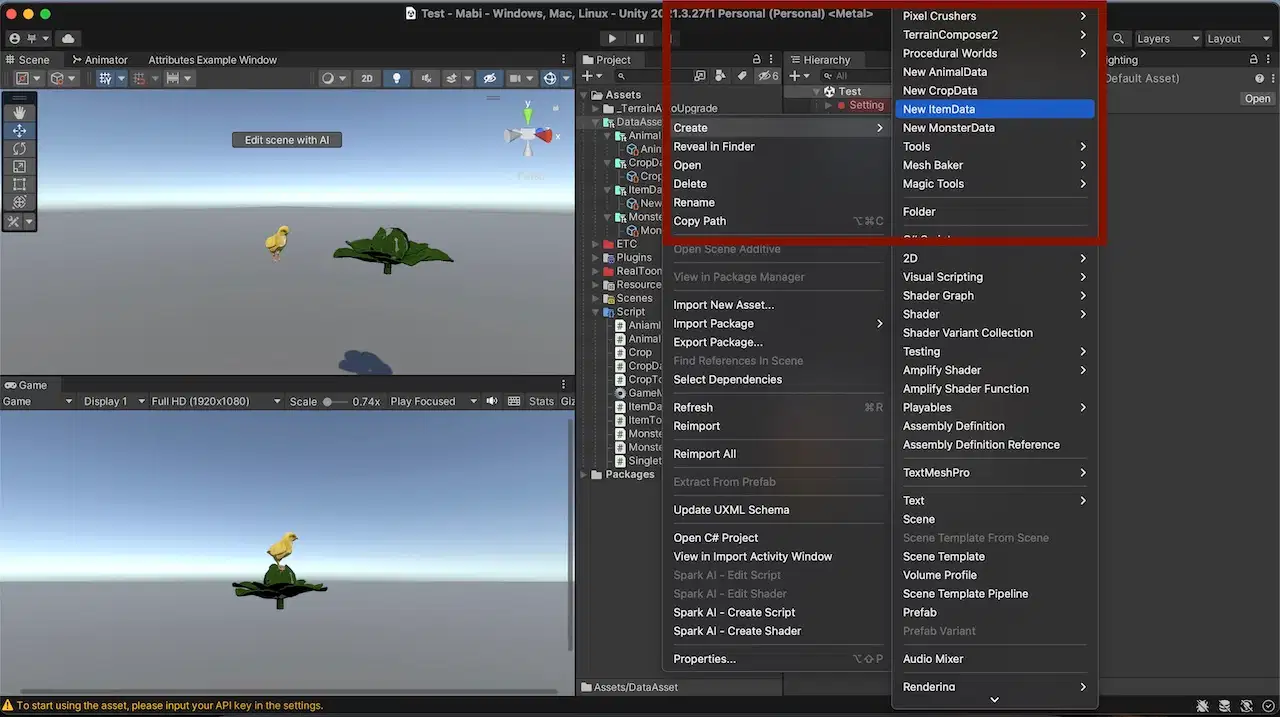 Test - Mabi - Windows, Mac, Linux - Unity 2021.3.27f1 Personal (Personal) <Metal>
Layers
Layout
Scene
Animator
Attributes Example Window
2D
Edit scene with AI
y
x
Game
Game
Display 1
Full HD (1920x1080)
Scale
0.74x
Play Focused
Stats
Giz
Project
6
Assets
_TerrainA
oUpgrade
DataAsse
Animal
Anim
CropDa
Crop
ItemDa
New
Monste
Mon
ETC
Plugins
RealToon
Resource
Scenes
Script
Aniaml
Animal
Crop
CropDa
CropTo
GameM
ItemDa
ItemTo
Monste
Monste
Singlet
Packages
Assets/DataAsset
Hierarchy
All
Test
Setting
ighting
Default Asset)
Open
Create
Reveal in Finder
Open
Delete
Rename
Copy Path ⌥⌘C
Open Scene Additive
View in Package Manager
Import New Asset...
Import Package
Export Package...
Find References In Scene
Select Dependencies
Refresh ⌘R
Reimport
Reimport All
Extract From Prefab
Update UXML Schema
Open C# Project
View in Import Activity Window
Spark AI - Edit Script
Spark AI - Edit Shader
Spark AI - Create Script
Spark AI - Create Shader
Properties... ⌥⇧P
Pixel Crushers
TerrainComposer2
Procedural Worlds
New AnimalData
New CropData
New ItemData
New MonsterData
Tools
Mesh Baker
Magic Tools
Folder
2D
Visual Scripting
Shader Graph
Shader
Shader Variant Collection
Testing
Amplify Shader
Amplify Shader Function
Playables
Assembly Definition
Assembly Definition Reference
TextMeshPro
Text
Scene
Scene Template From Scene
Scene Template
Volume Profile
Scene Template Pipeline
Prefab
Prefab Variant
Audio Mixer
Rendering
To start using the asset, please input your API key in the settings.